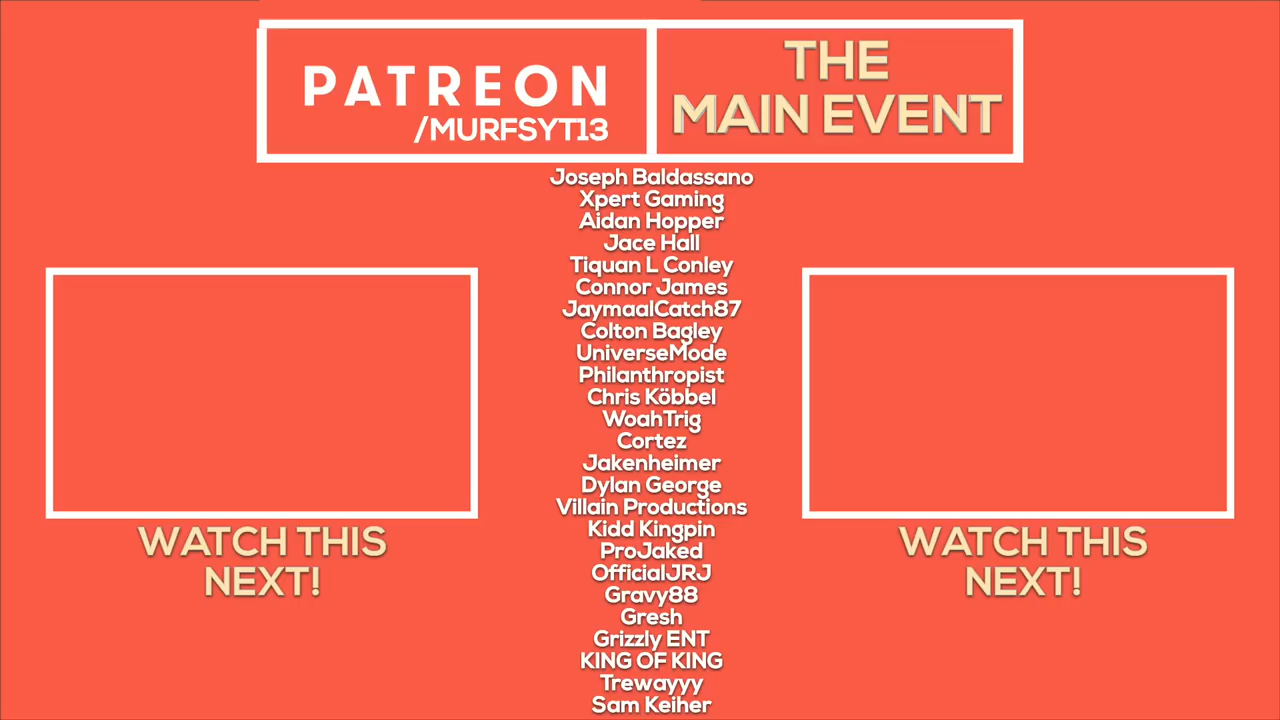 PATREON
/MURFSYT13
THE
MAIN EVENT
Joseph Baldassano
Xpert Gaming
Aidan Hopper
Jace Hall
Tiquan L Conley
Connor James
JaymaalCatch87
Colton Bagley
UniverseMode
Philanthropist
Chris Köbbel
WoahTrig
Cortez
Jakenheimer
Dylan George
Villain Productions
Kidd Kingpin
ProJaked
OfficialJRJ
Gravy88
Gresh
Grizzly ENT
KING OF KING
Trewayyy
Sam Keiher
WATCH THIS
NEXT!
WATCH THIS
NEXT!